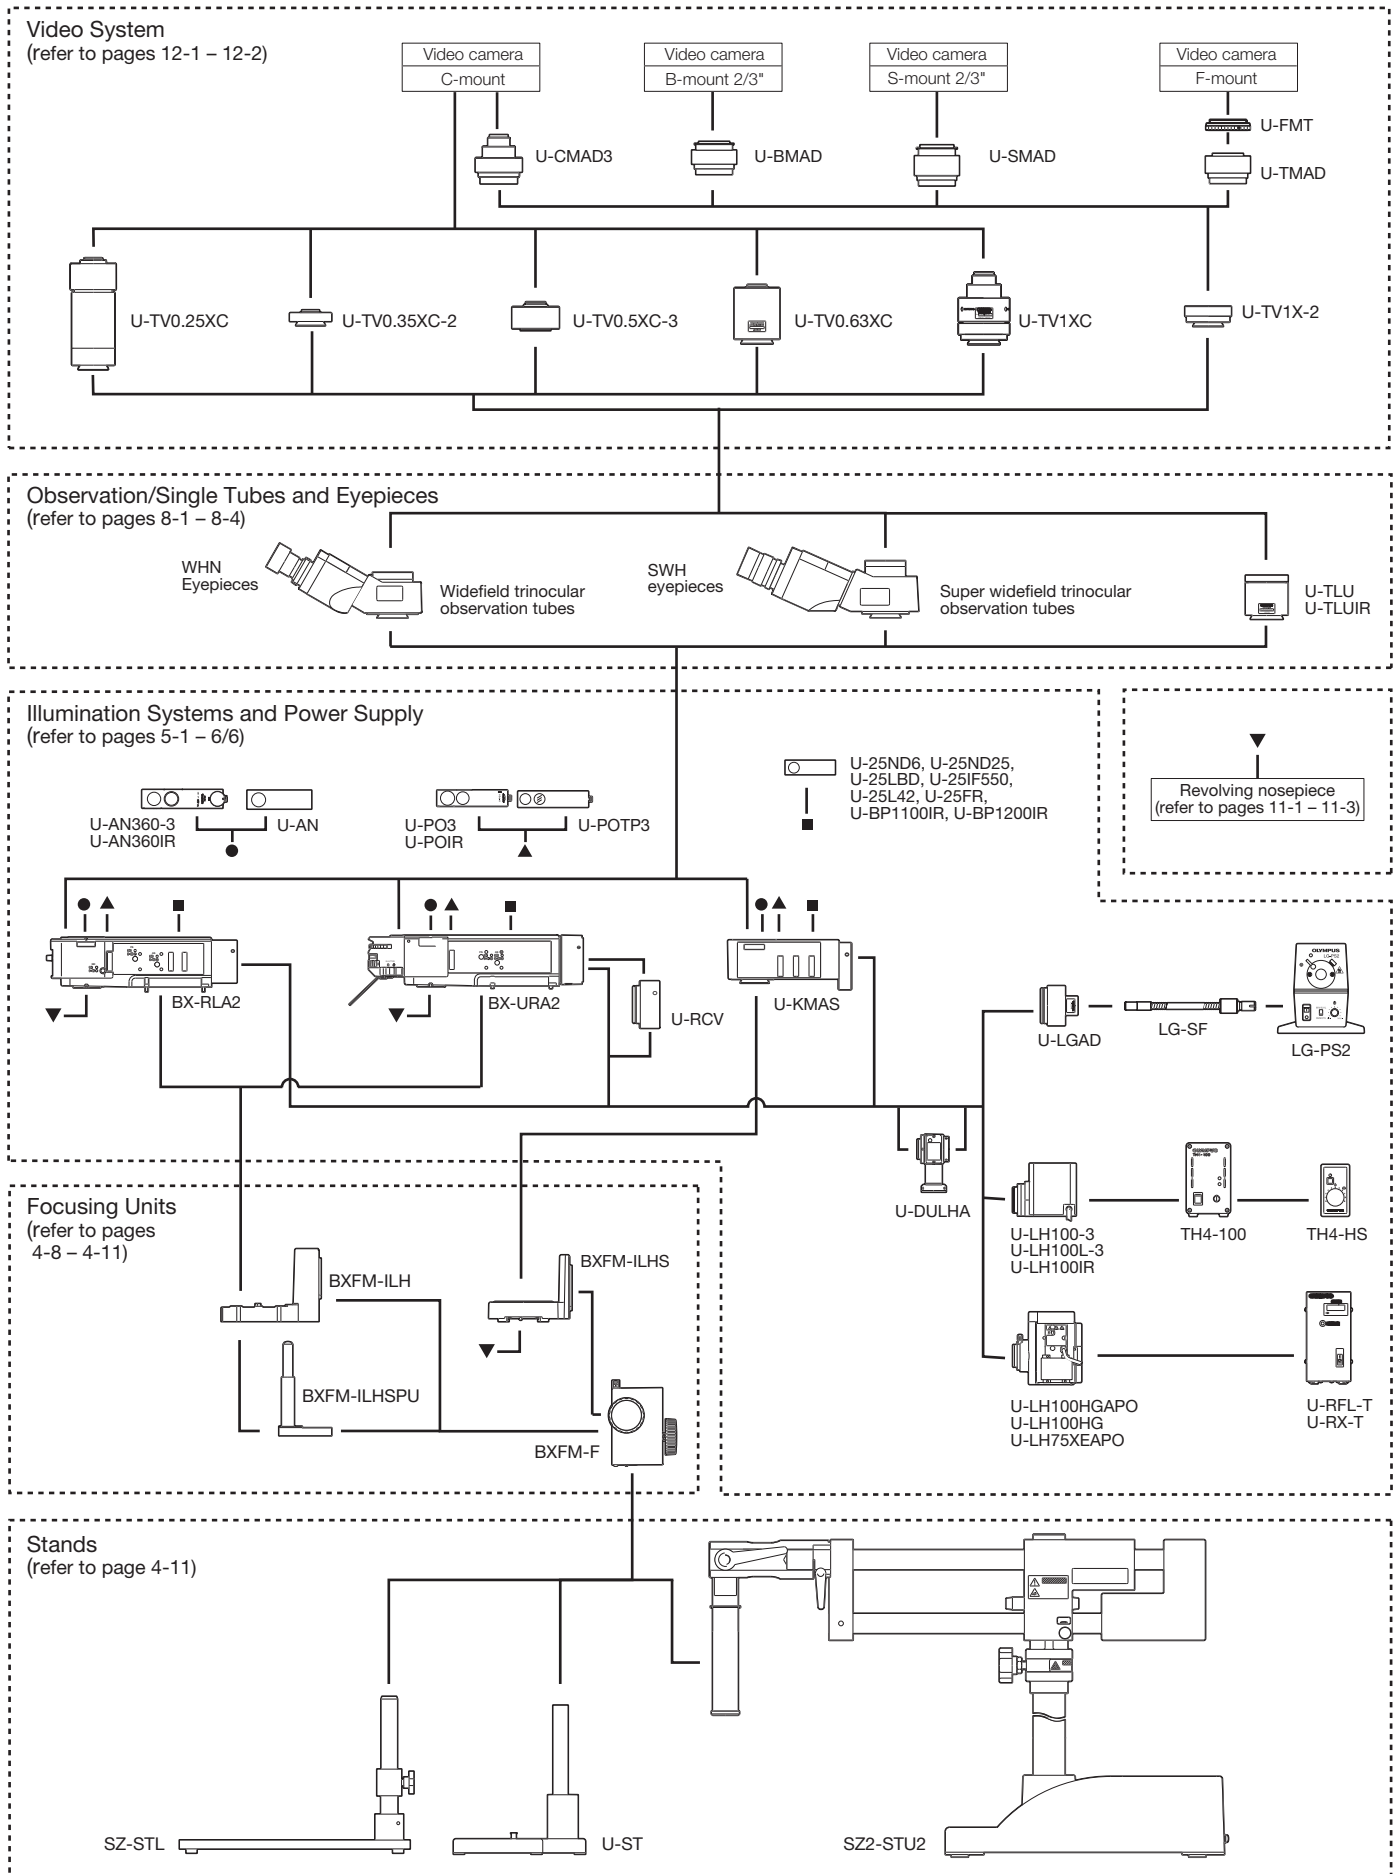 Video System
(refer to pages 12-1 – 12-2)
Video camera
C-mount
Video camera
B-mount 2/3"
Video camera
S-mount 2/3"
Video camera
F-mount
U-FMT
U-CMAD3
U-BMAD
U-SMAD
U-TMAD
U-TV0.25XC
U-TV0.35XC-2
U-TV0.5XC-3
U-TV0.63XC
U-TV1XC
U-TV1X-2
Observation/Single Tubes and Eyepieces
(refer to pages 8-1 – 8-4)
WHN
Eyepieces
Widefield trinocular
observation tubes
SWH
eyepieces
Super widefield trinocular
observation tubes
U-TLU
U-TLUIR
Illumination Systems and Power Supply
(refer to pages 5-1 – 6/6)
U-AN360-3
U-AN360IR
U-AN
U-PO3
U-POIR
U-POTP3
U-25ND6, U-25ND25,
U-25LBD, U-25IF550,
U-25L42, U-25FR,
U-BP1100IR, U-BP1200IR
Revolving nosepiece
(refer to pages 11-1 – 11-3)
BX-RLA2
BX-URA2
U-RCV
U-KMAS
U-LGAD
LG-SF
OLYMPUS
LG-PS2
LG-PS2
U-DULHA
U-LH100-3
U-LH100L-3
U-LH100IR
OLYMPUS
TH4-100
TH4-100
TH4-HS
U-LH100HGAPO
U-LH100HG
U-LH75XEAPO
U-RFL-T
U-RX-T
Focusing Units
(refer to pages
4-8 – 4-11)
BXFM-ILH
BXFM-ILHS
BXFM-ILHSPU
BXFM-F
Stands
(refer to page 4-11)
SZ-STL
U-ST
SZ2-STU2